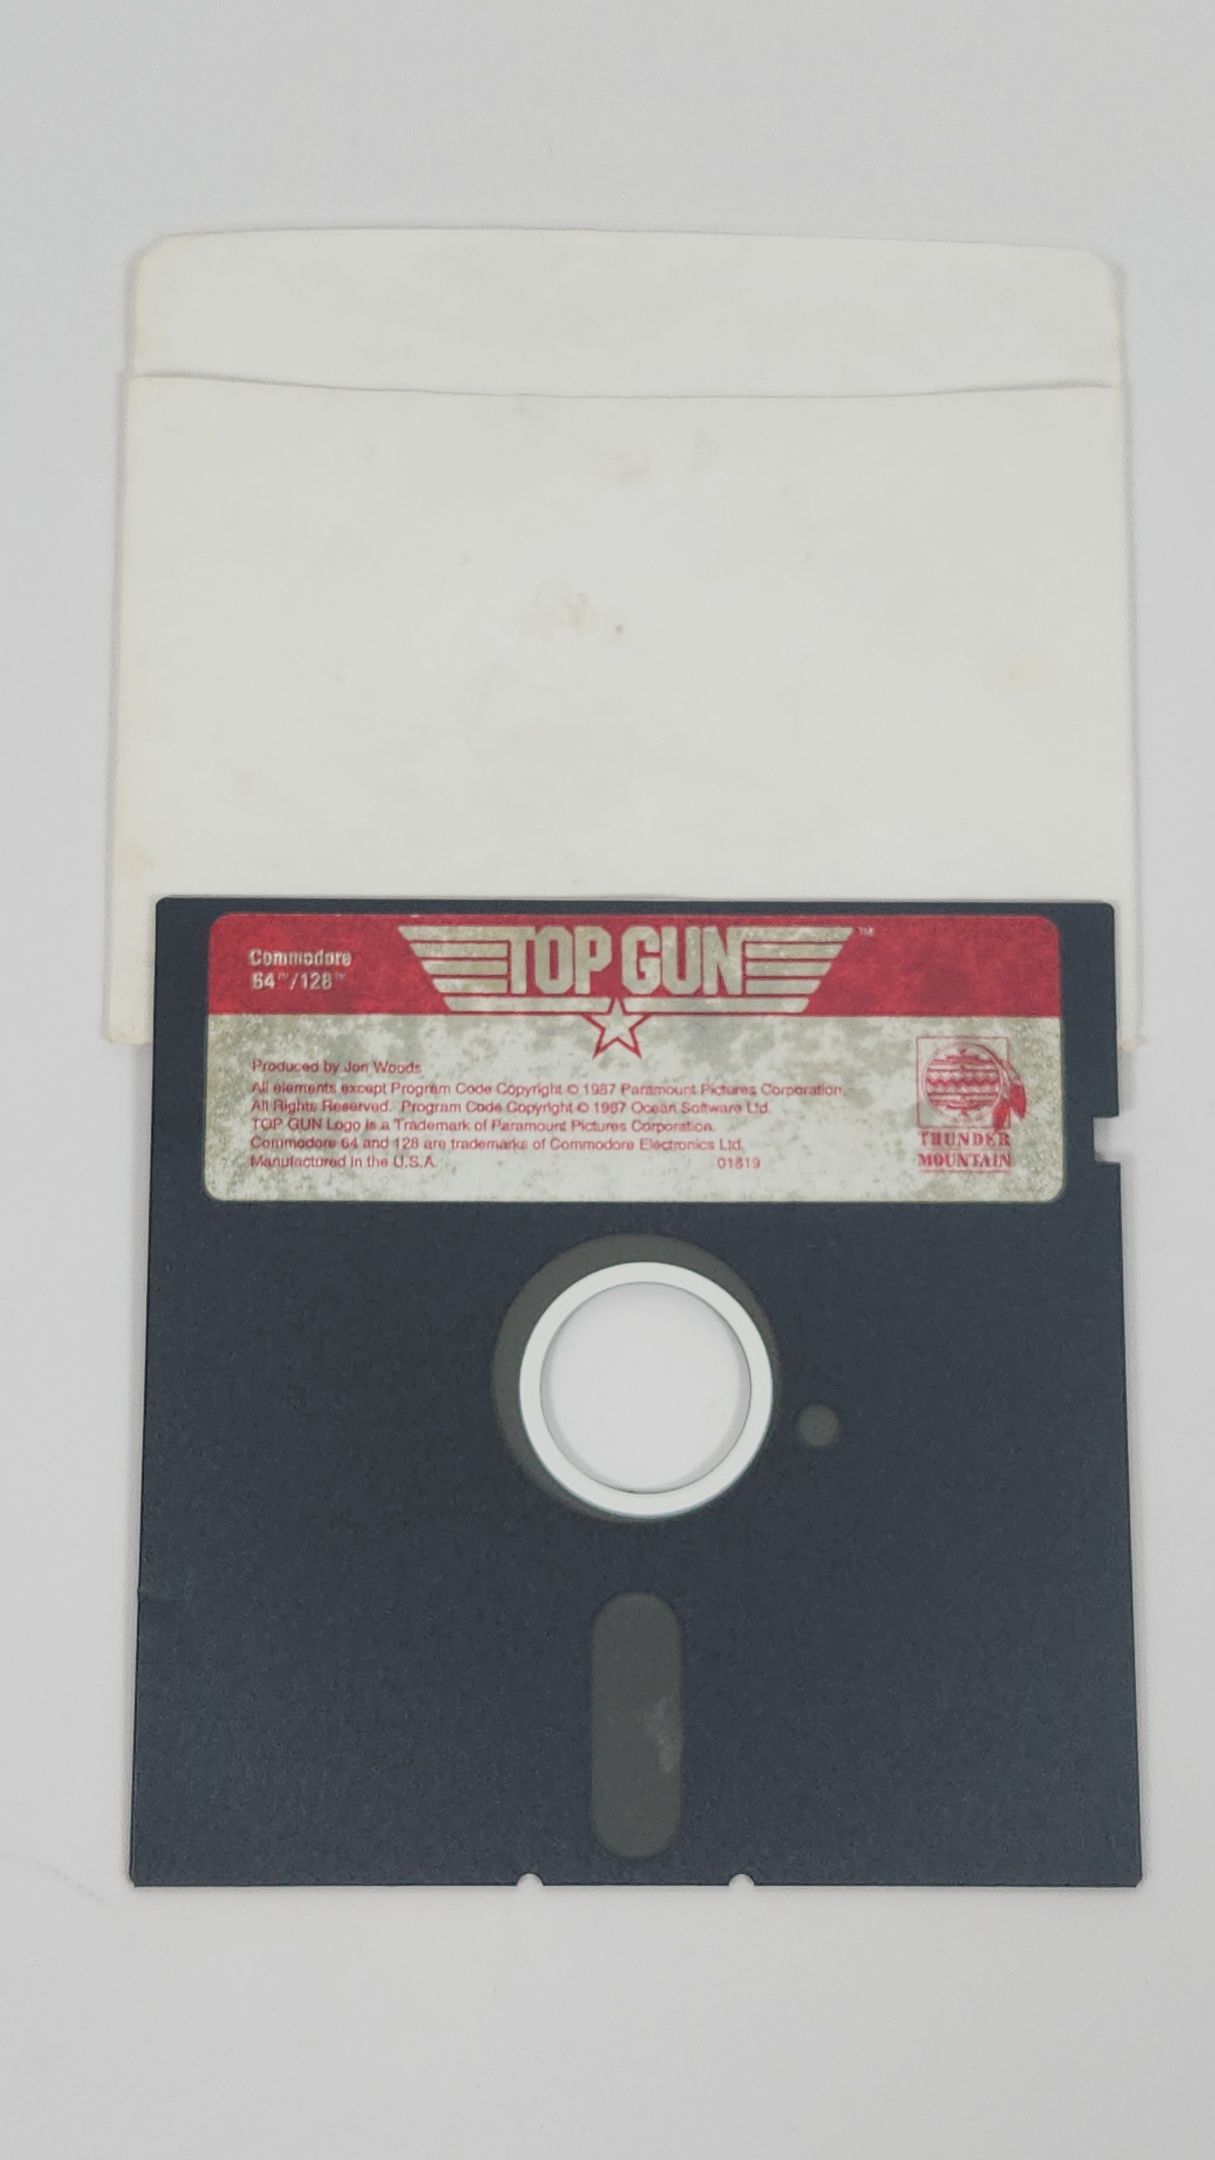 Commodore
64™/128™
TOP GUN™
Produced by Jon Woods
All elements except Program Code Copyright © 1987 Paramount Pictures Corporation.
All Rights Reserved. Program Code Copyright © 1987 Ocean Software Ltd.
TOP GUN Logo is a Trademark of Paramount Pictures Corporation.
Commodore 64 and 128 are trademarks of Commodore Electronics Ltd.
Manufactured in the U.S.A. 01819
THUNDER
MOUNTAIN